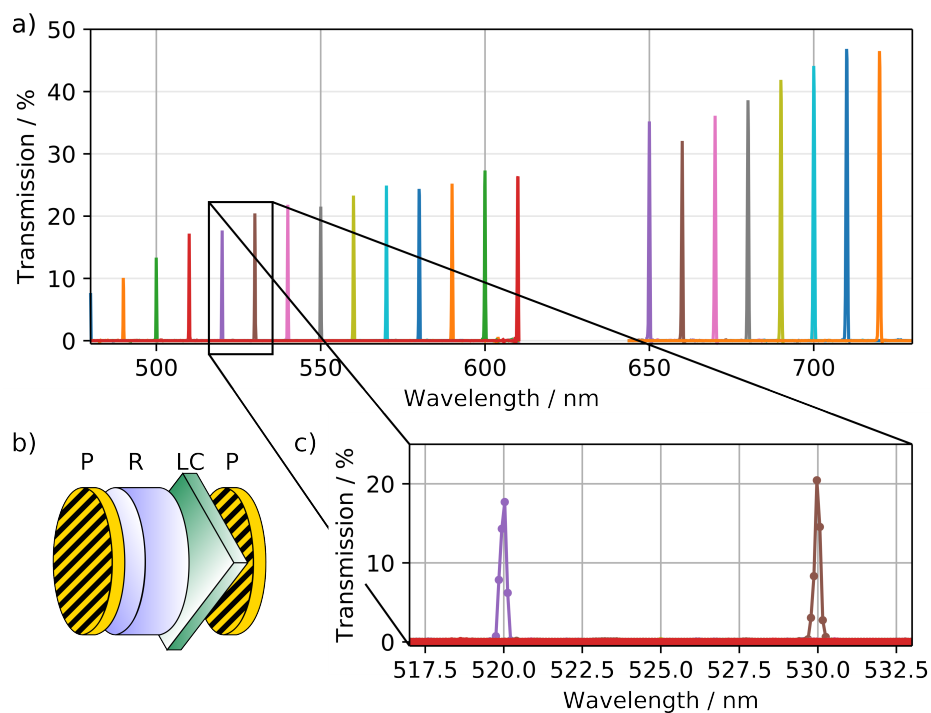 a)
Transmission / %
50
40
30
20
10
0
500 550 600 650 700
Wavelength / nm
b)
P R LC P
c)
Transmission / %
20
10
0
517.5 520.0 522.5 525.0 527.5 530.0 532.5
Wavelength / nm